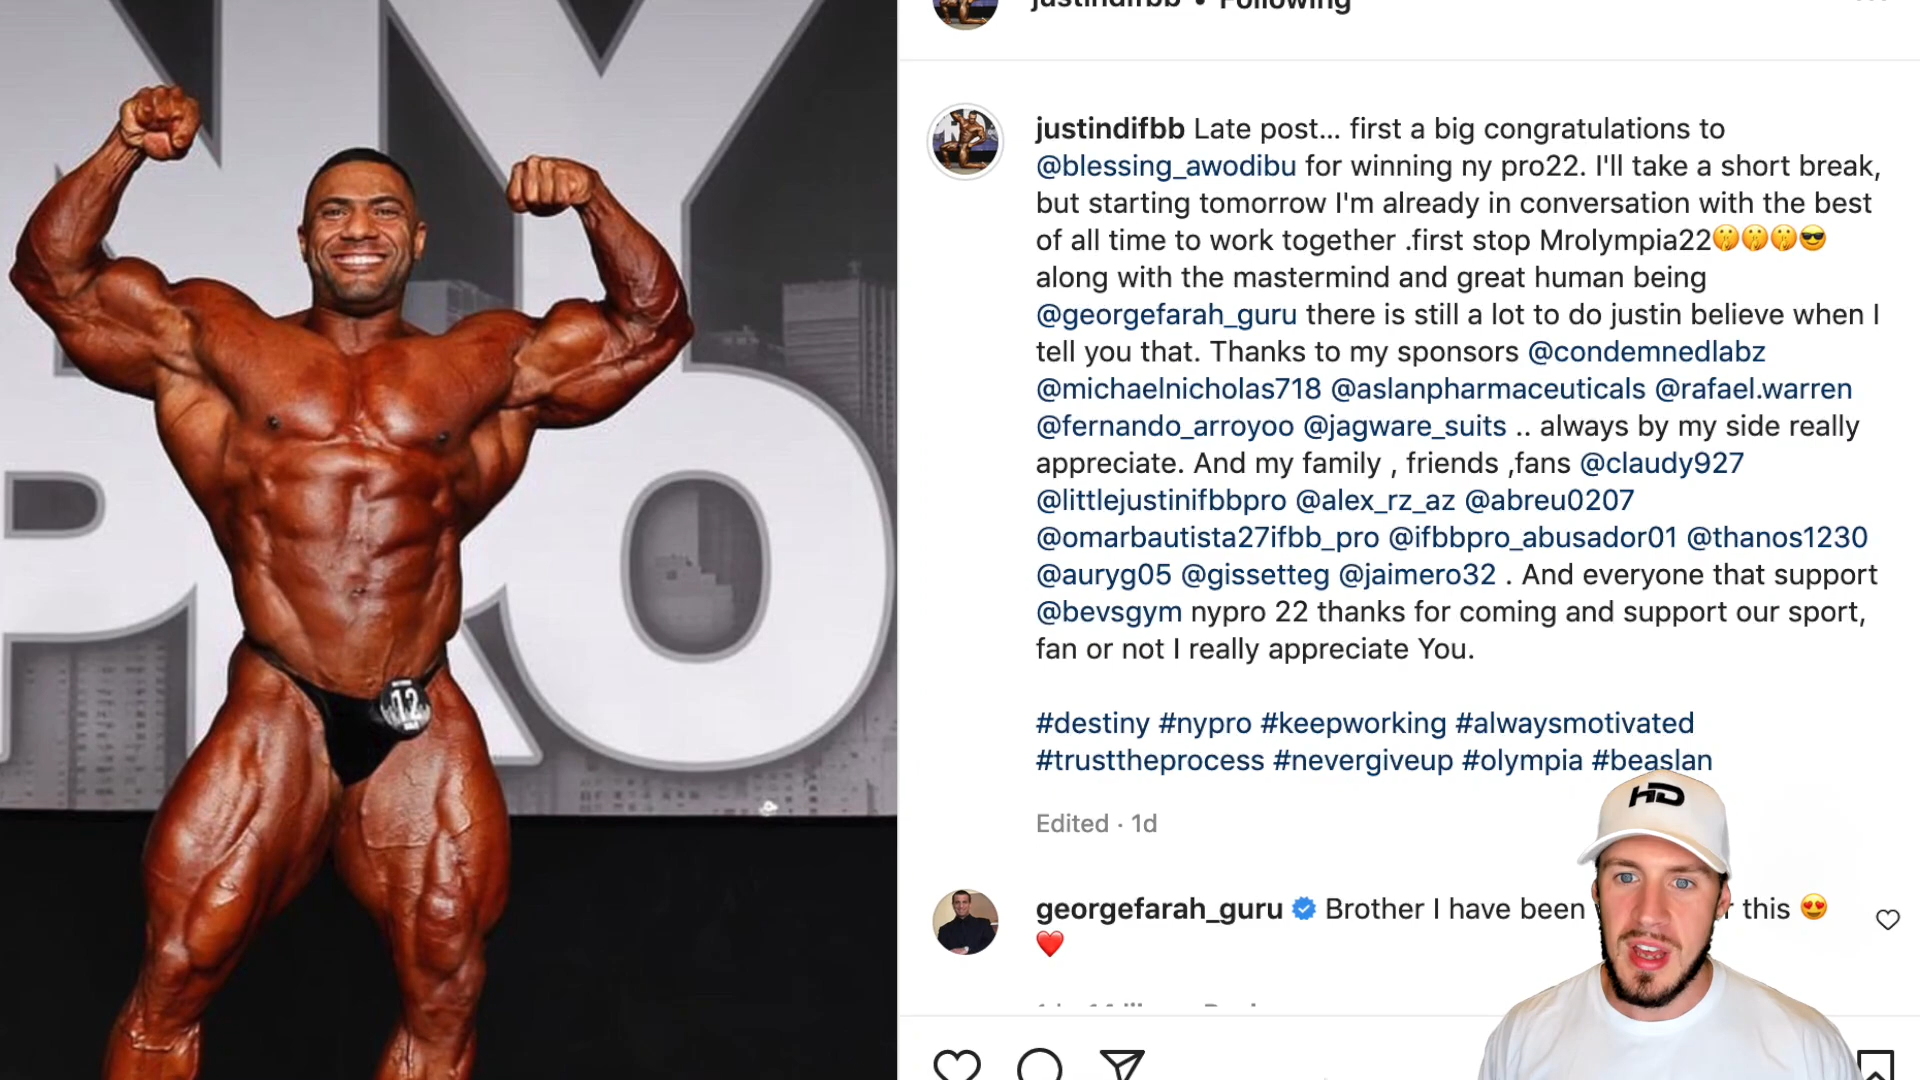 justindifbb • Following
justindifbb Late post... first a big congratulations to
@blessing_awodibu for winning ny pro22. I'll take a short break,
but starting tomorrow I'm already in conversation with the best
of all time to work together .first stop Mrolympia22🤫🤫🤫😎
along with the mastermind and great human being
@georgefarah_guru there is still a lot to do justin believe when I
tell you that. Thanks to my sponsors @condemnedlabz
@michaelnicholas718 @aslanpharmaceuticals @rafael.warren
@fernando_arroyoo @jagware_suits .. always by my side really
appreciate. And my family , friends ,fans @claudy927
@littlejustinifbbpro @alex_rz_az @abreu0207
@omarbautista27ifbb_pro @ifbbpro_abusador01 @thanos1230
@auryg05 @gissetteg @jaimero32 . And everyone that support
@bevsgym nypro 22 thanks for coming and support our sport,
fan or not I really appreciate You.
#destiny #nypro #keepworking #alwaysmotivated
#trusttheprocess #nevergiveup #olympia #beaslan
Edited · 1d
georgefarah_guru Brother I have been this 😍
❤️
NY
PRO
12
HD